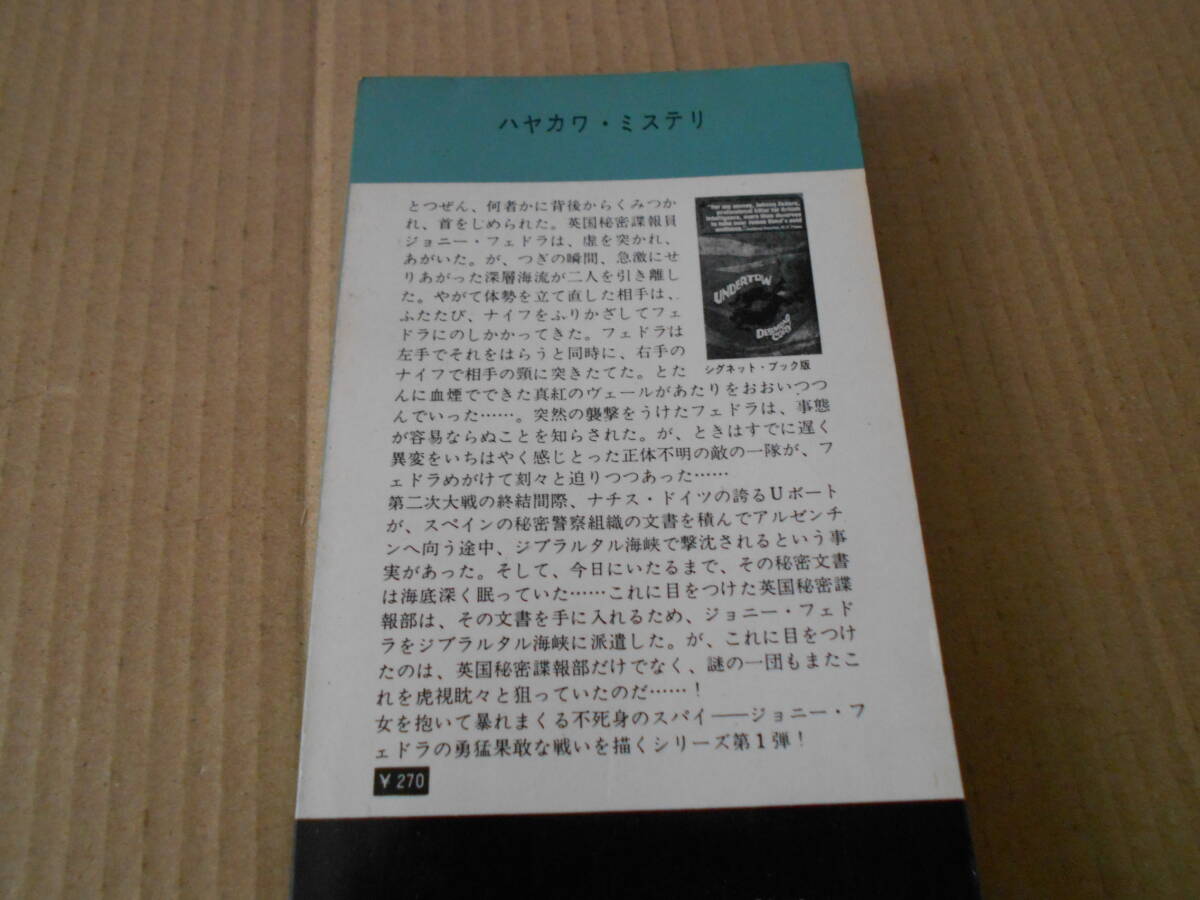 ハヤカワ・ミステリ
とつぜん、何者かに背後からくみつか
れ、首をしめられた。英国秘密諜報員
ジョニー・フェドラは、虚を突かれ、
あがいた。が、つぎの瞬間、急激にせ
りあがった深層海流が二人を引き離し
た。やがて体勢を立て直した相手は、
ふたたび、ナイフをふりかざしてフェ
ドラにのしかかってきた。フェドラは
左手でそれをはらうと同時に、右手の
ナイフで相手の頸に突きたてた。とた
んに血煙でできた真紅のヴェールがあたりをおおいつつ
んでいった……。突然の襲撃をうけたフェドラは、事態
が容易ならぬことを知らされた。が、ときはすでに遅く
異変をいちはやく感じとった正体不明の敵の一隊が、フ
ェドラめがけて刻々と迫りつつあった……
第二次大戦の終結間際、ナチス・ドイツの誇るUボート
が、スペインの秘密警察組織の文書を積んでアルゼンチ
ンへ向う途中、ジブラルタル海峡で撃沈されるという事
実があった。そして、今日にいたるまで、その秘密文書
は海底深く眠っていた……これに目をつけた英国秘密諜
報部は、その文書を手に入れるため、ジョニー・フェド
ラをジブラルタル海峡に派遣した。が、これに目をつけ
たのは、英国秘密諜報部だけでなく、謎の一団もまたこ
れを虎視眈々と狙っていたのだ……！
女を抱いて暴れまくる不死身のスパイ——ジョニー・フ
ェドラの勇猛果敢な戦いを描くシリーズ第1弾！
¥270
"For my money, Johnny Fedora,
professional killer for British
Intelligence, more than deserves
to take over James Bond's avid
audience."
UNDERTOW
DESMOND
CORY
シグネット・ブック版